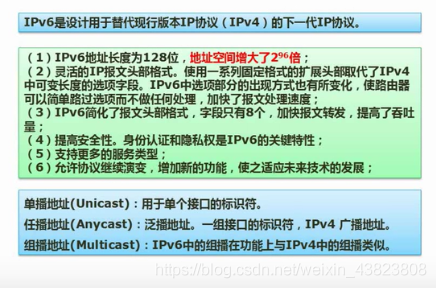 IPv6是设计用于替代现行版本IP协议（IPv4）的下一代IP协议。
（1）IPv6地址长度为128位，地址空间增大了2⁹⁶倍；
（2）灵活的IP报文头部格式。使用一系列固定格式的扩展头部取代了IPv4
中可变长度的选项字段。IPv6中选项部分的出现方式也有所变化，使路由器
可以简单路过选项而不做任何处理，加快了报文处理速度；
（3）IPv6简化了报文头部格式，字段只有8个，加快报文转发，提高了吞吐
量；
（4）提高安全性。身份认证和隐私权是IPv6的关键特性；
（5）支持更多的服务类型；
（6）允许协议继续演变，增加新的功能，使之适应未来技术的发展；
单播地址(Unicast)：用于单个接口的标识符。
任播地址(Anycast)：泛播地址。一组接口的标识符，IPv4 广播地址。
组播地址(Multicast)：IPv6中的组播在功能上与IPv4中的组播类似。
https://blog.csdn.net/weixin_43823808